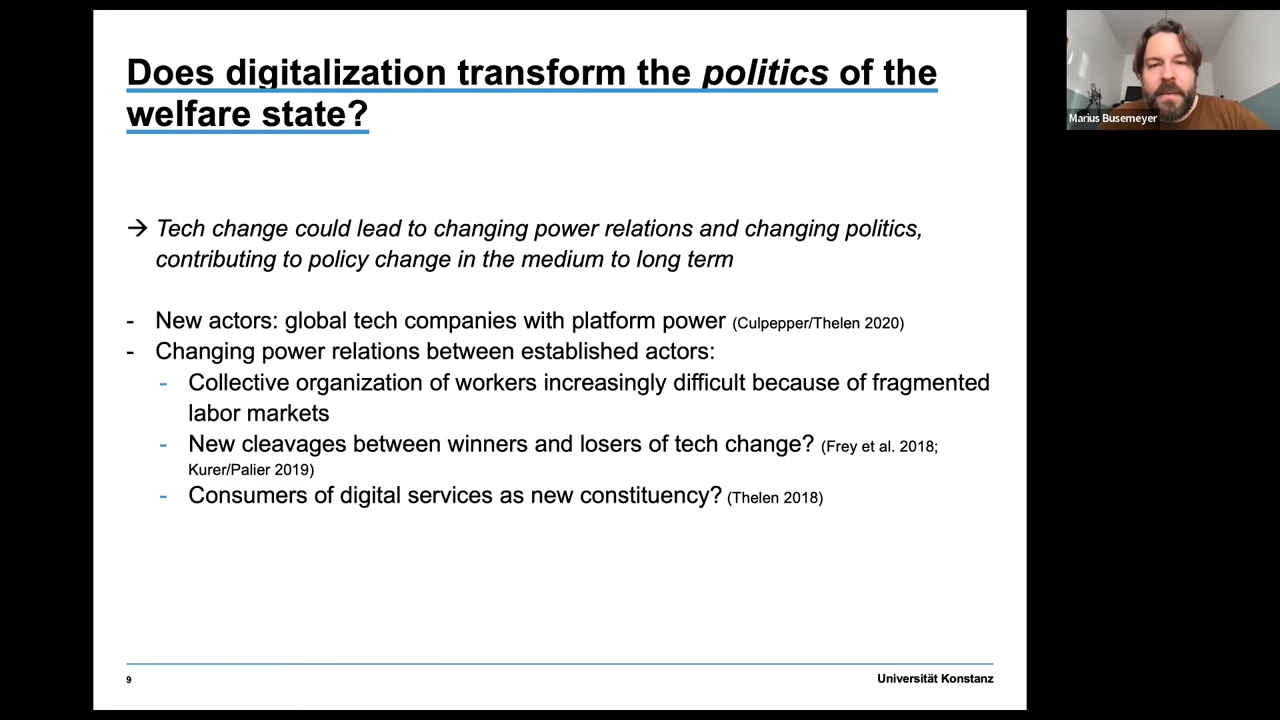 Does digitalization transform the politics of the
welfare state?
→ Tech change could lead to changing power relations and changing politics,
contributing to policy change in the medium to long term
- New actors: global tech companies with platform power (Culpepper/Thelen 2020)
- Changing power relations between established actors:
- Collective organization of workers increasingly difficult because of fragmented
labor markets
- New cleavages between winners and losers of tech change? (Frey et al. 2018;
Kurer/Palier 2019)
- Consumers of digital services as new constituency? (Thelen 2018)
9
Universität Konstanz
Marius Busemeyer